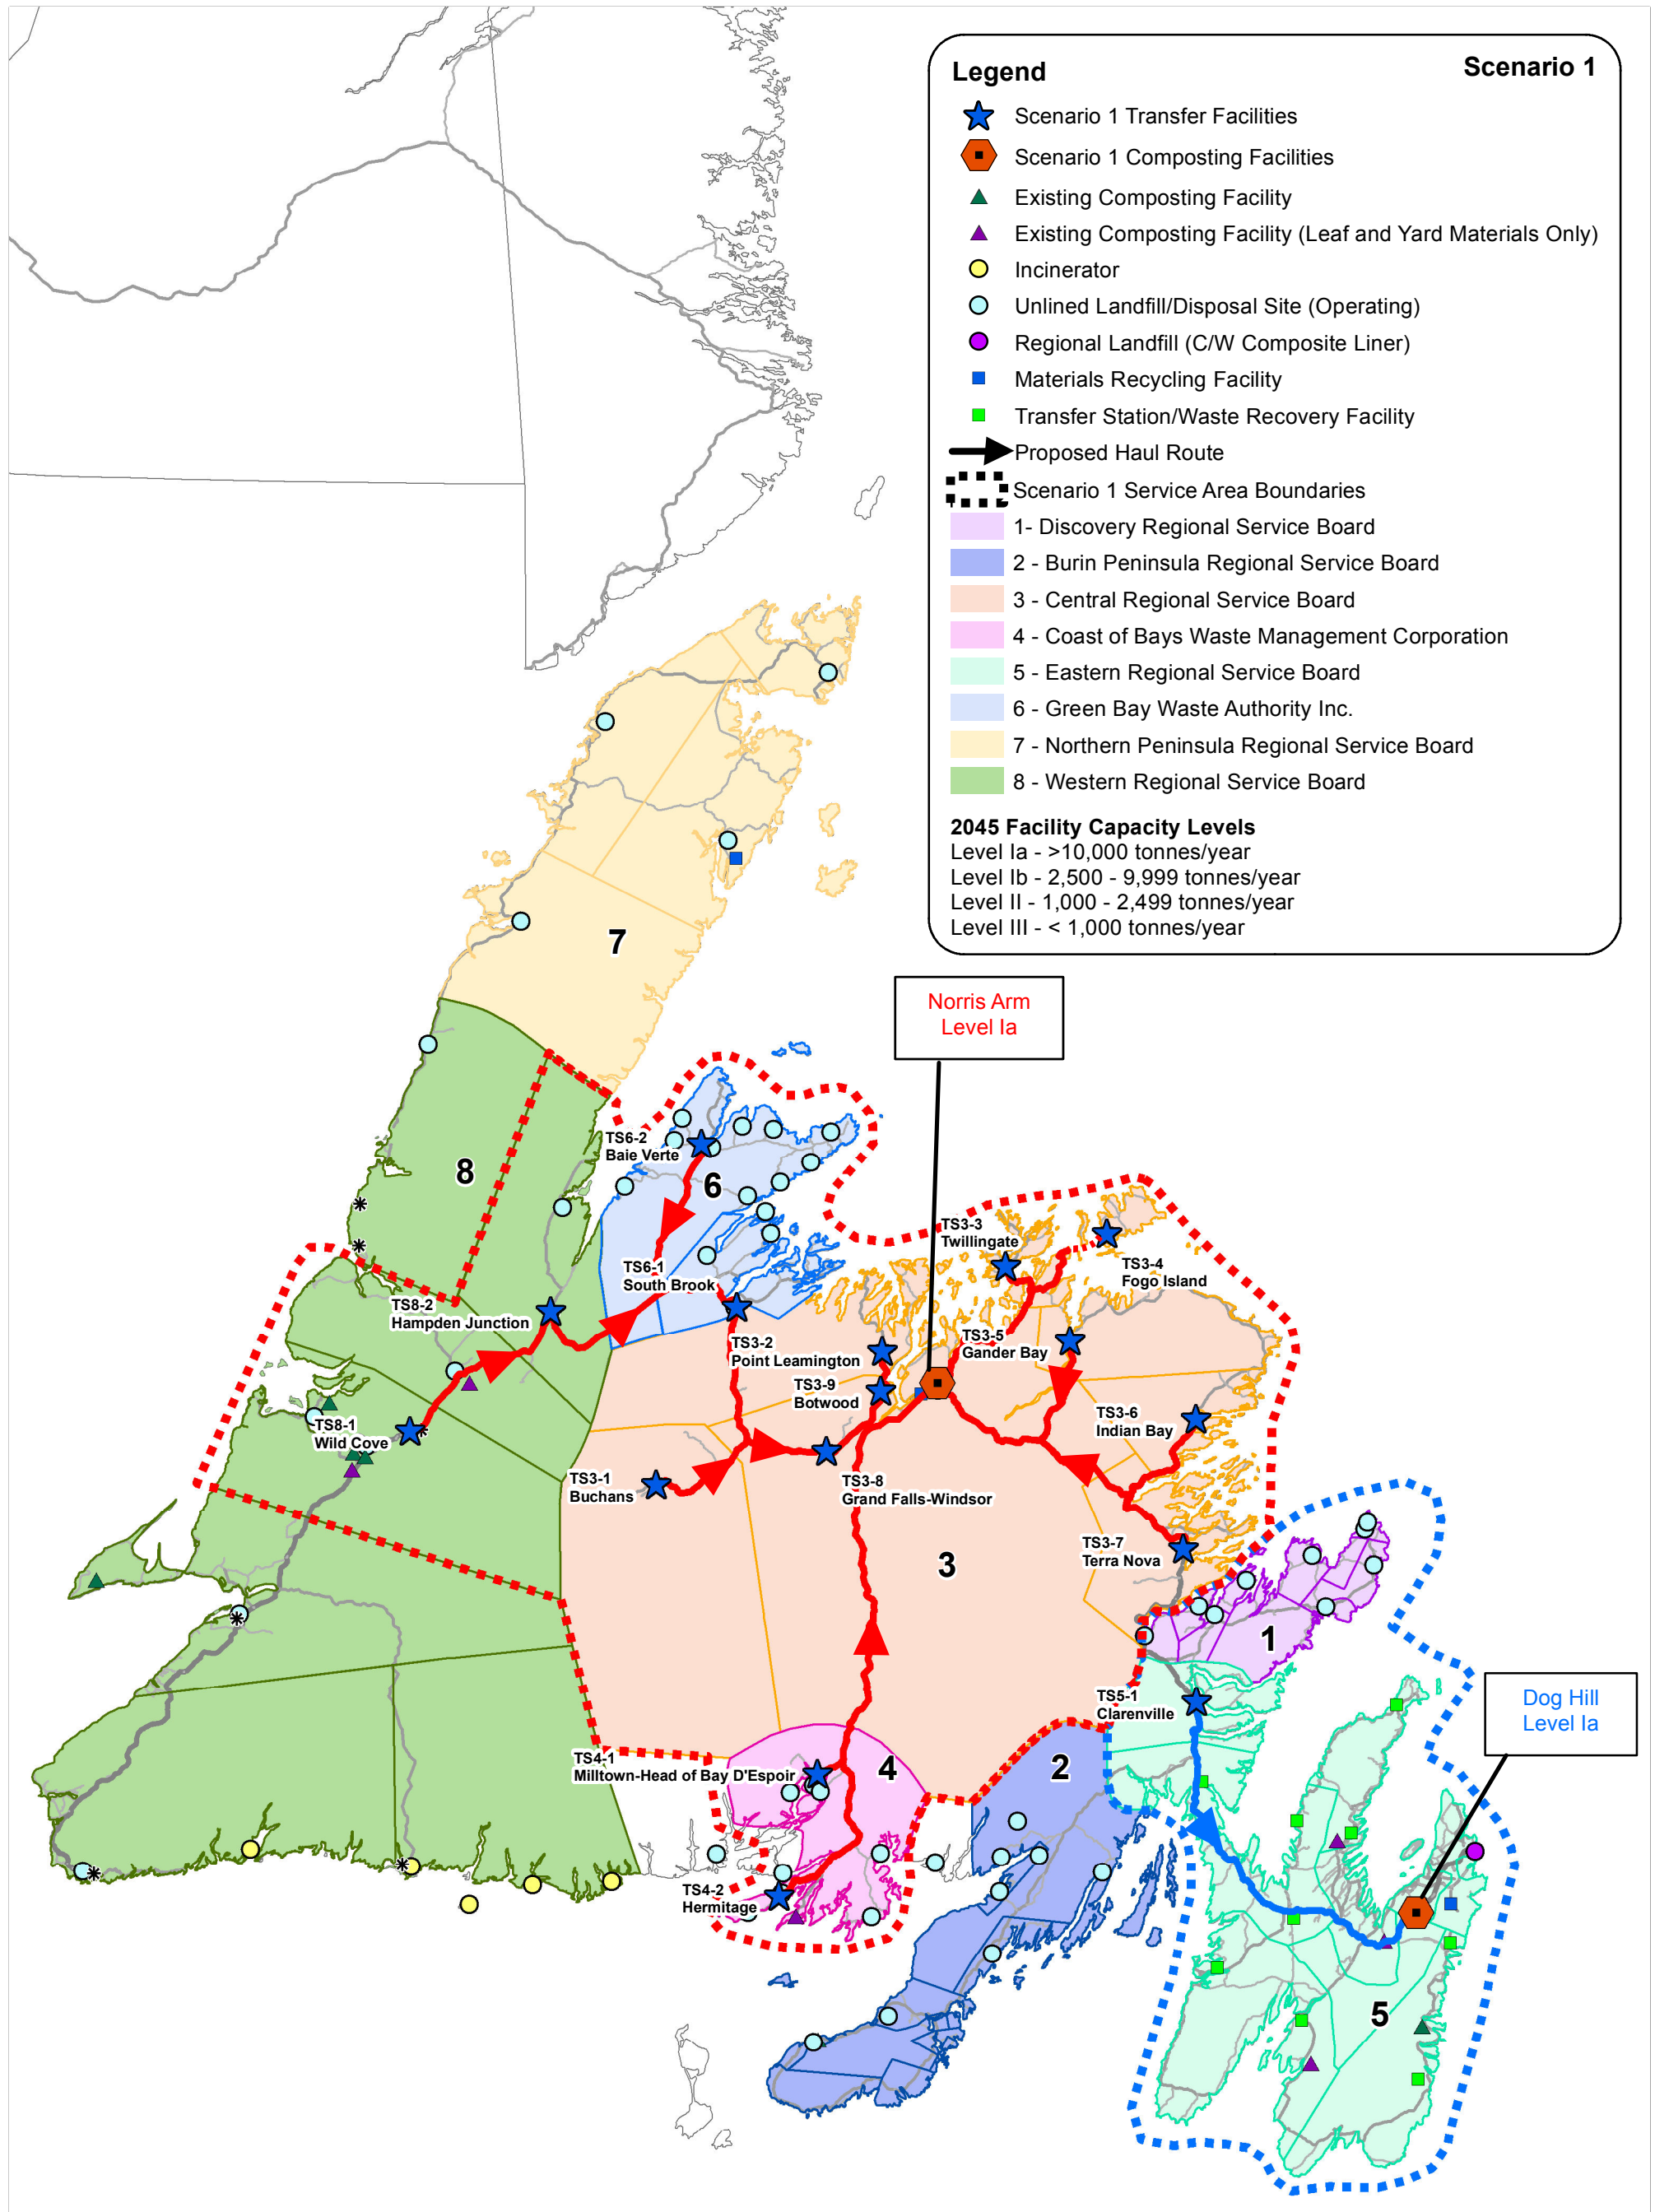 Legend
Scenario 1
Scenario 1 Transfer Facilities
Scenario 1 Composting Facilities
Existing Composting Facility
Existing Composting Facility (Leaf and Yard Materials Only)
Incinerator
Unlined Landfill/Disposal Site (Operating)
Regional Landfill (C/W Composite Liner)
Materials Recycling Facility
Transfer Station/Waste Recovery Facility
Proposed Haul Route
Scenario 1 Service Area Boundaries
1- Discovery Regional Service Board
2 - Burin Peninsula Regional Service Board
3 - Central Regional Service Board
4 - Coast of Bays Waste Management Corporation
5 - Eastern Regional Service Board
6 - Green Bay Waste Authority Inc.
7 - Northern Peninsula Regional Service Board
8 - Western Regional Service Board
2045 Facility Capacity Levels
Level Ia - >10,000 tonnes/year
Level Ib - 2,500 - 9,999 tonnes/year
Level II - 1,000 - 2,499 tonnes/year
Level III - < 1,000 tonnes/year
7
Norris Arm
Level Ia
TS6-2
Baie Verte
8
6
TS3-3
Twillingate
TS3-4
Fogo Island
TS6-1
South Brook
TS8-2
Hampden Junction
TS3-2
Point Leamington
TS3-5
Gander Bay
TS3-9
Botwood
TS3-6
Indian Bay
TS8-1
Wild Cove
TS3-1
Buchans
TS3-8
Grand Falls-Windsor
TS3-7
Terra Nova
3
1
TS5-1
Clarenville
Dog Hill
Level Ia
TS4-1
Milltown-Head of Bay D'Espoir
4
2
TS4-2
Hermitage
5